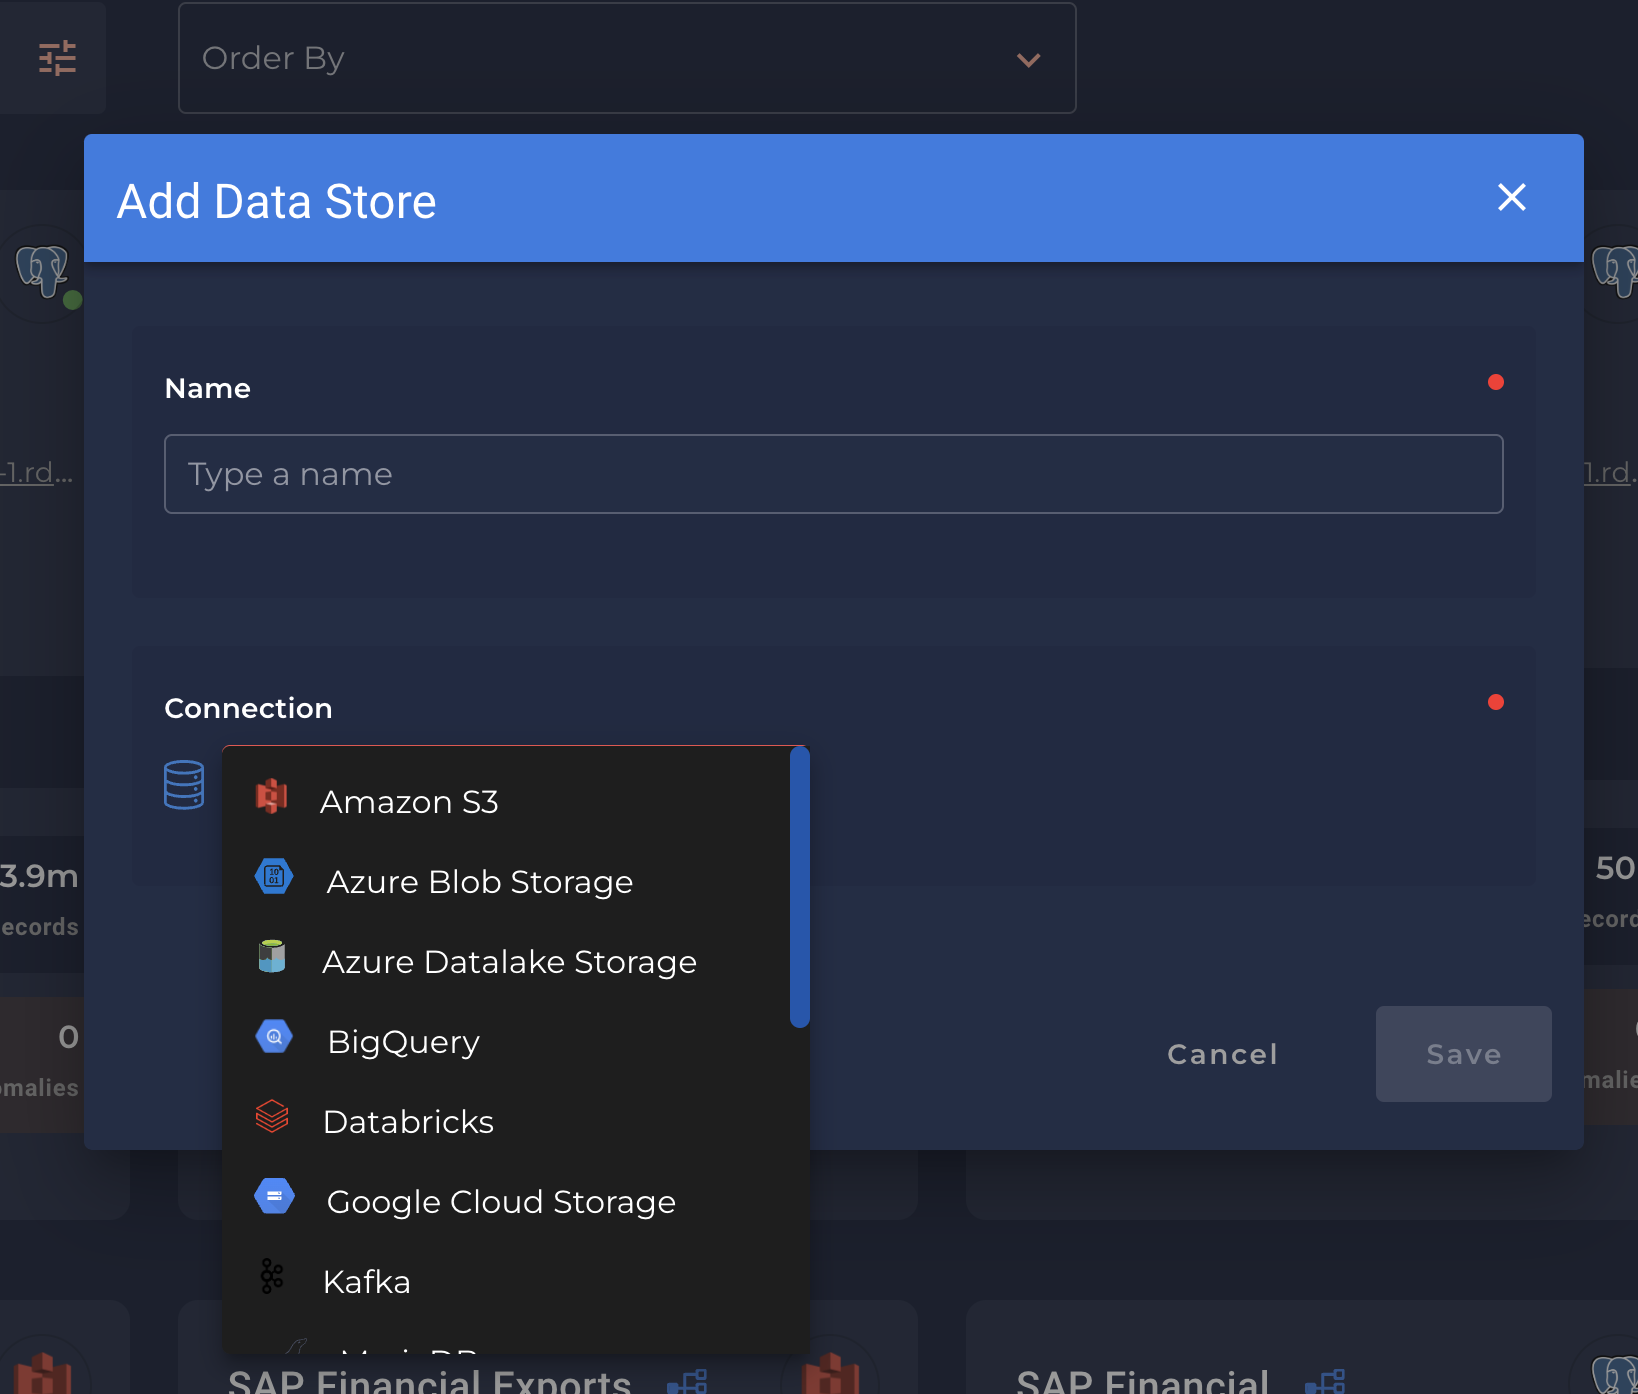 Order By
Add Data Store
Name
-1.rd...
1.rd.
Type a name
Connection
Amazon S3
3.9m
50
Azure Blob Storage
ecords
ecord
Azure Datalake Storage
0
BigQuery
Cancel
Save
malies
malie
Databricks
Google Cloud Storage
Kafka
SAP Financial Exports
SAP Financial